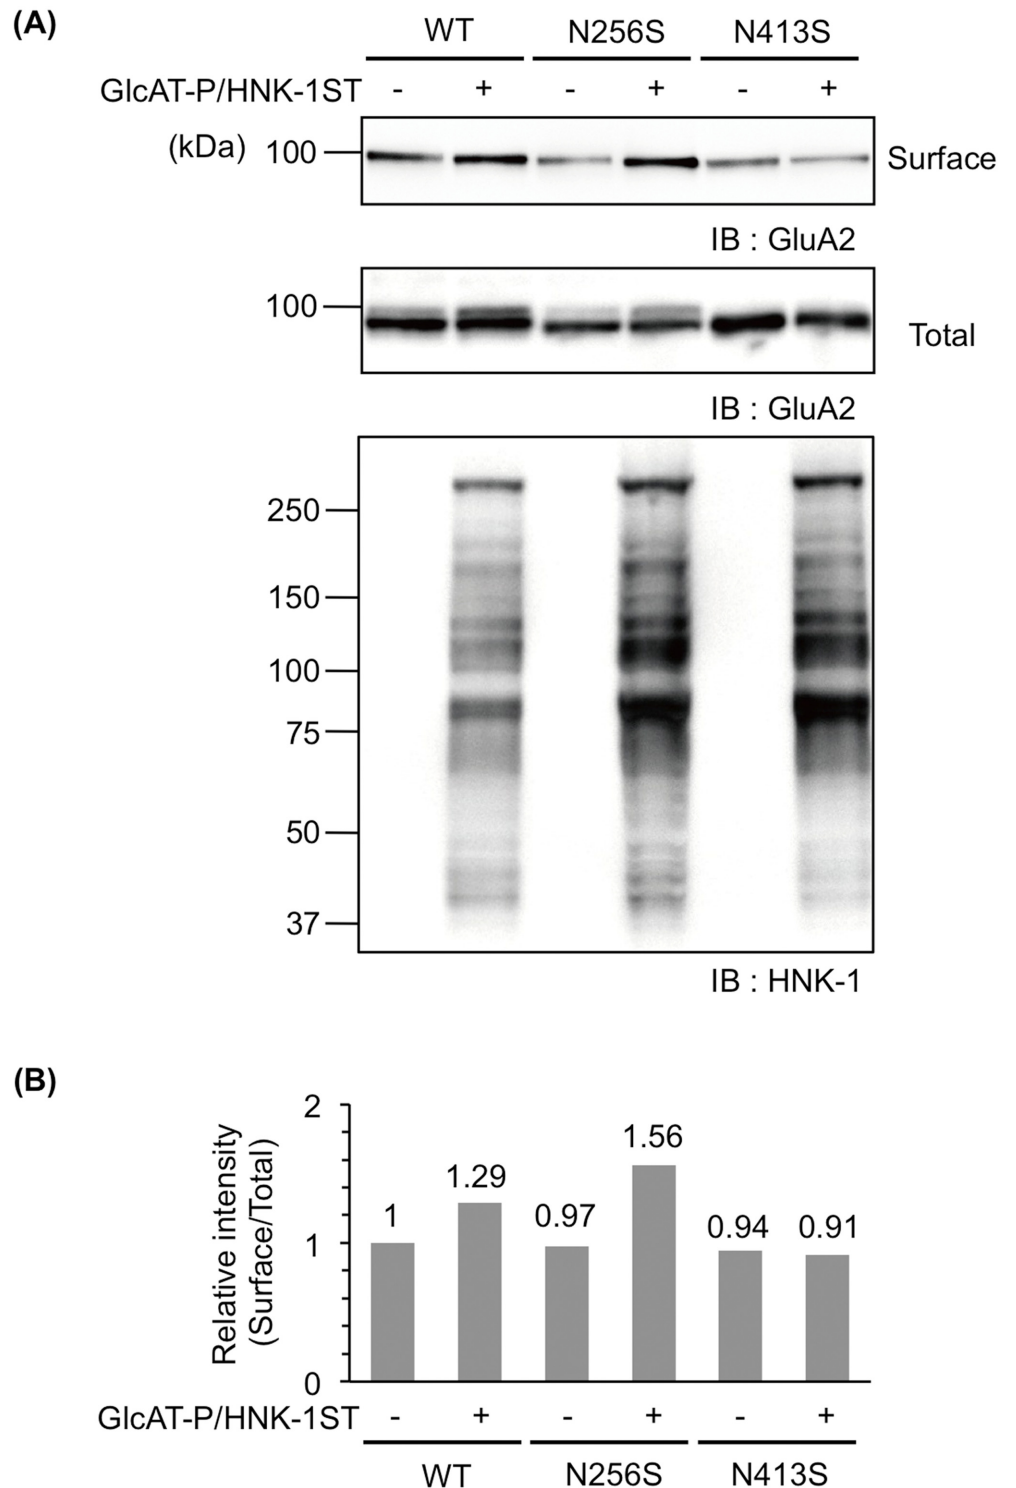 (A)
WT N256S N413S
GlcAT-P/HNK-1ST - + - + - +
(kDa) 100 Surface
IB : GluA2
100 Total
IB : GluA2
250
150
100
75
50
37
IB : HNK-1
(B)
Relative intensity
(Surface/Total)
2
1
0
1 1.29 0.97 1.56 0.94 0.91
GlcAT-P/HNK-1ST - + - + - +
WT N256S N413S